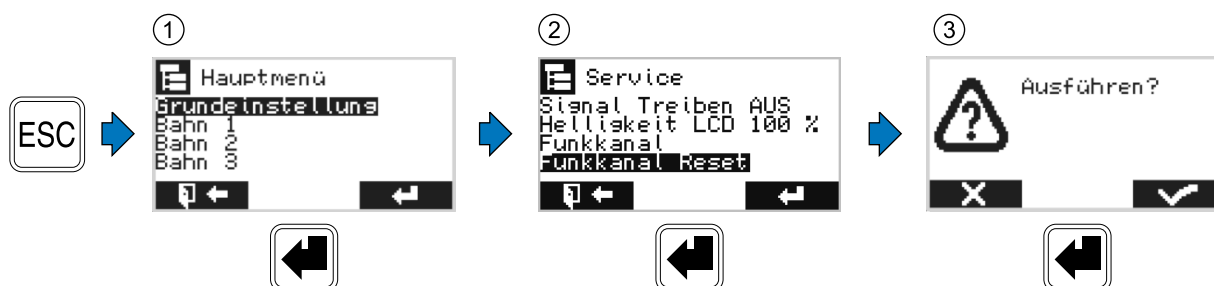 ESC
①
Hauptmenü
Grundeinstellung
Bahn 1
Bahn 2
Bahn 3
②
Service
Signal Treiben AUS
Helligkeit LCD 100 %
Funkkanal
Funkkanal Reset
③
Ausführen?